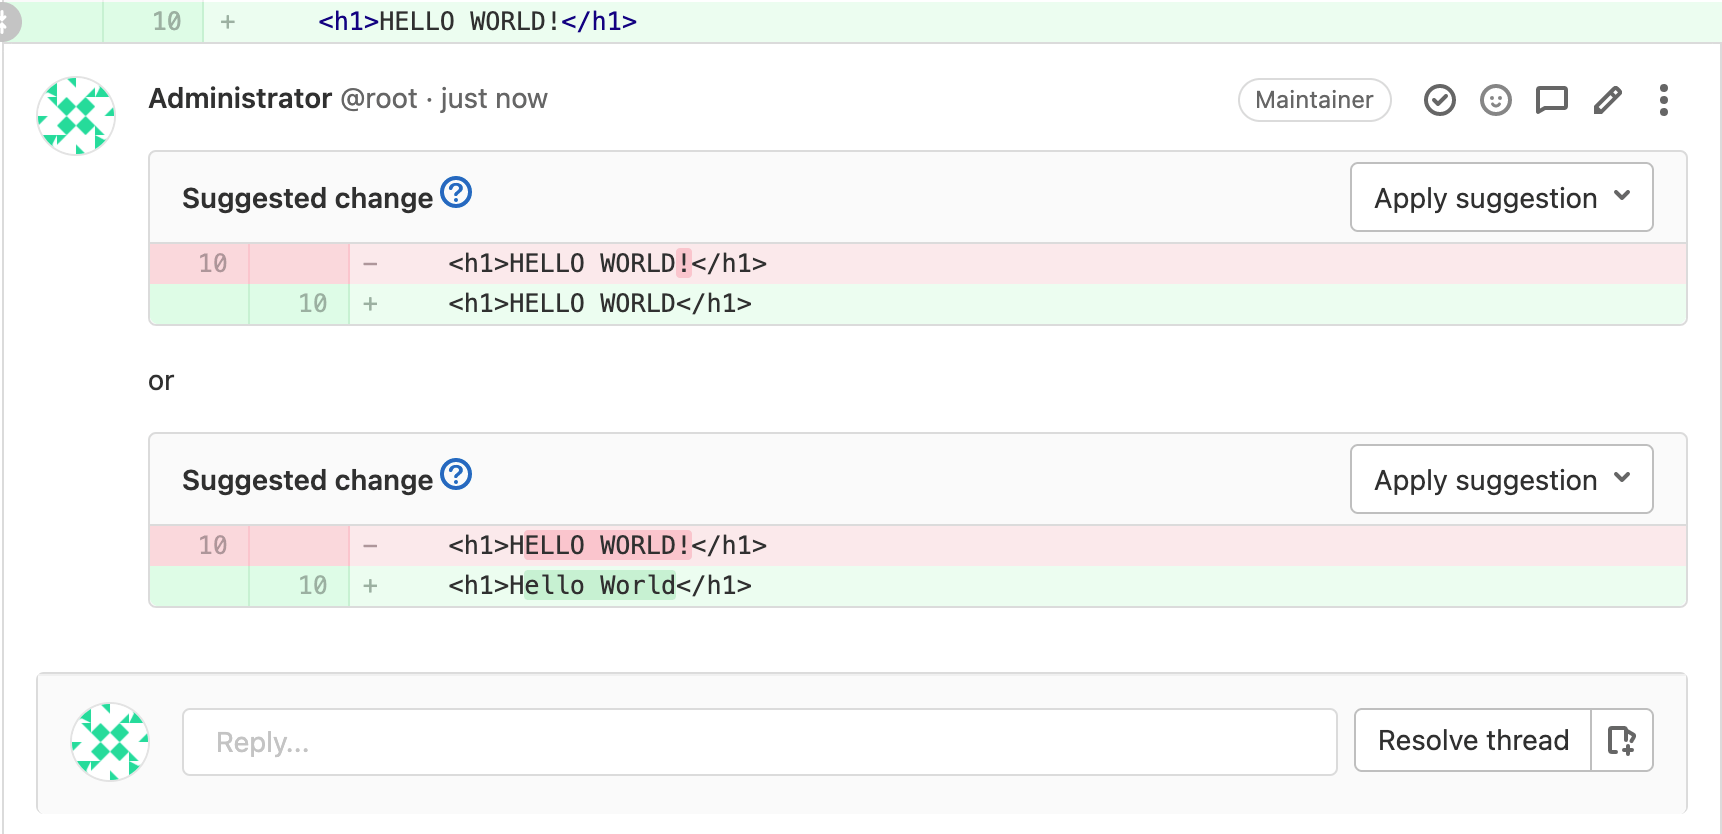 10 + <h1>HELLO WORLD!</h1>
Administrator @root · just now Maintainer
Suggested change ? Apply suggestion
10 − <h1>HELLO WORLD!</h1>
10 + <h1>HELLO WORLD</h1>
or
Suggested change ? Apply suggestion
10 − <h1>HELLO WORLD!</h1>
10 + <h1>Hello World</h1>
Reply... Resolve thread